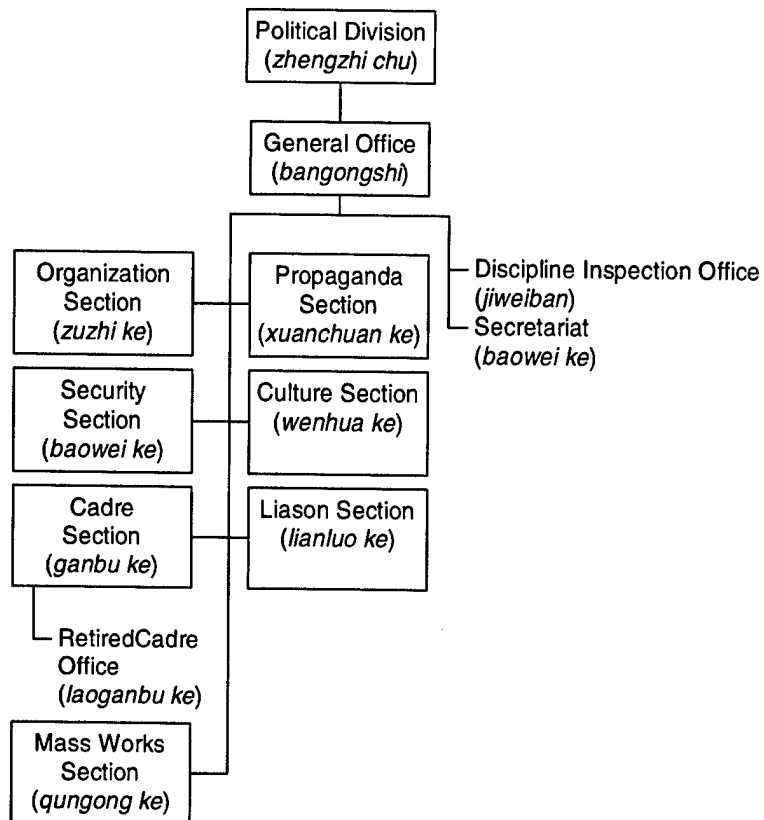 Political Division
(zhengzhi chu)
General Office
(bangongshi)
Organization
Section
(zuzhi ke)
Propaganda
Section
(xuanchuan ke)
Discipline Inspection Office
(jiweiban)
Secretariat
(baowei ke)
Security
Section
(baowei ke)
Culture Section
(wenhua ke)
Cadre
Section
(ganbu ke)
Liason Section
(lianluo ke)
RetiredCadre
Office
(laoganbu ke)
Mass Works
Section
(qungong ke)